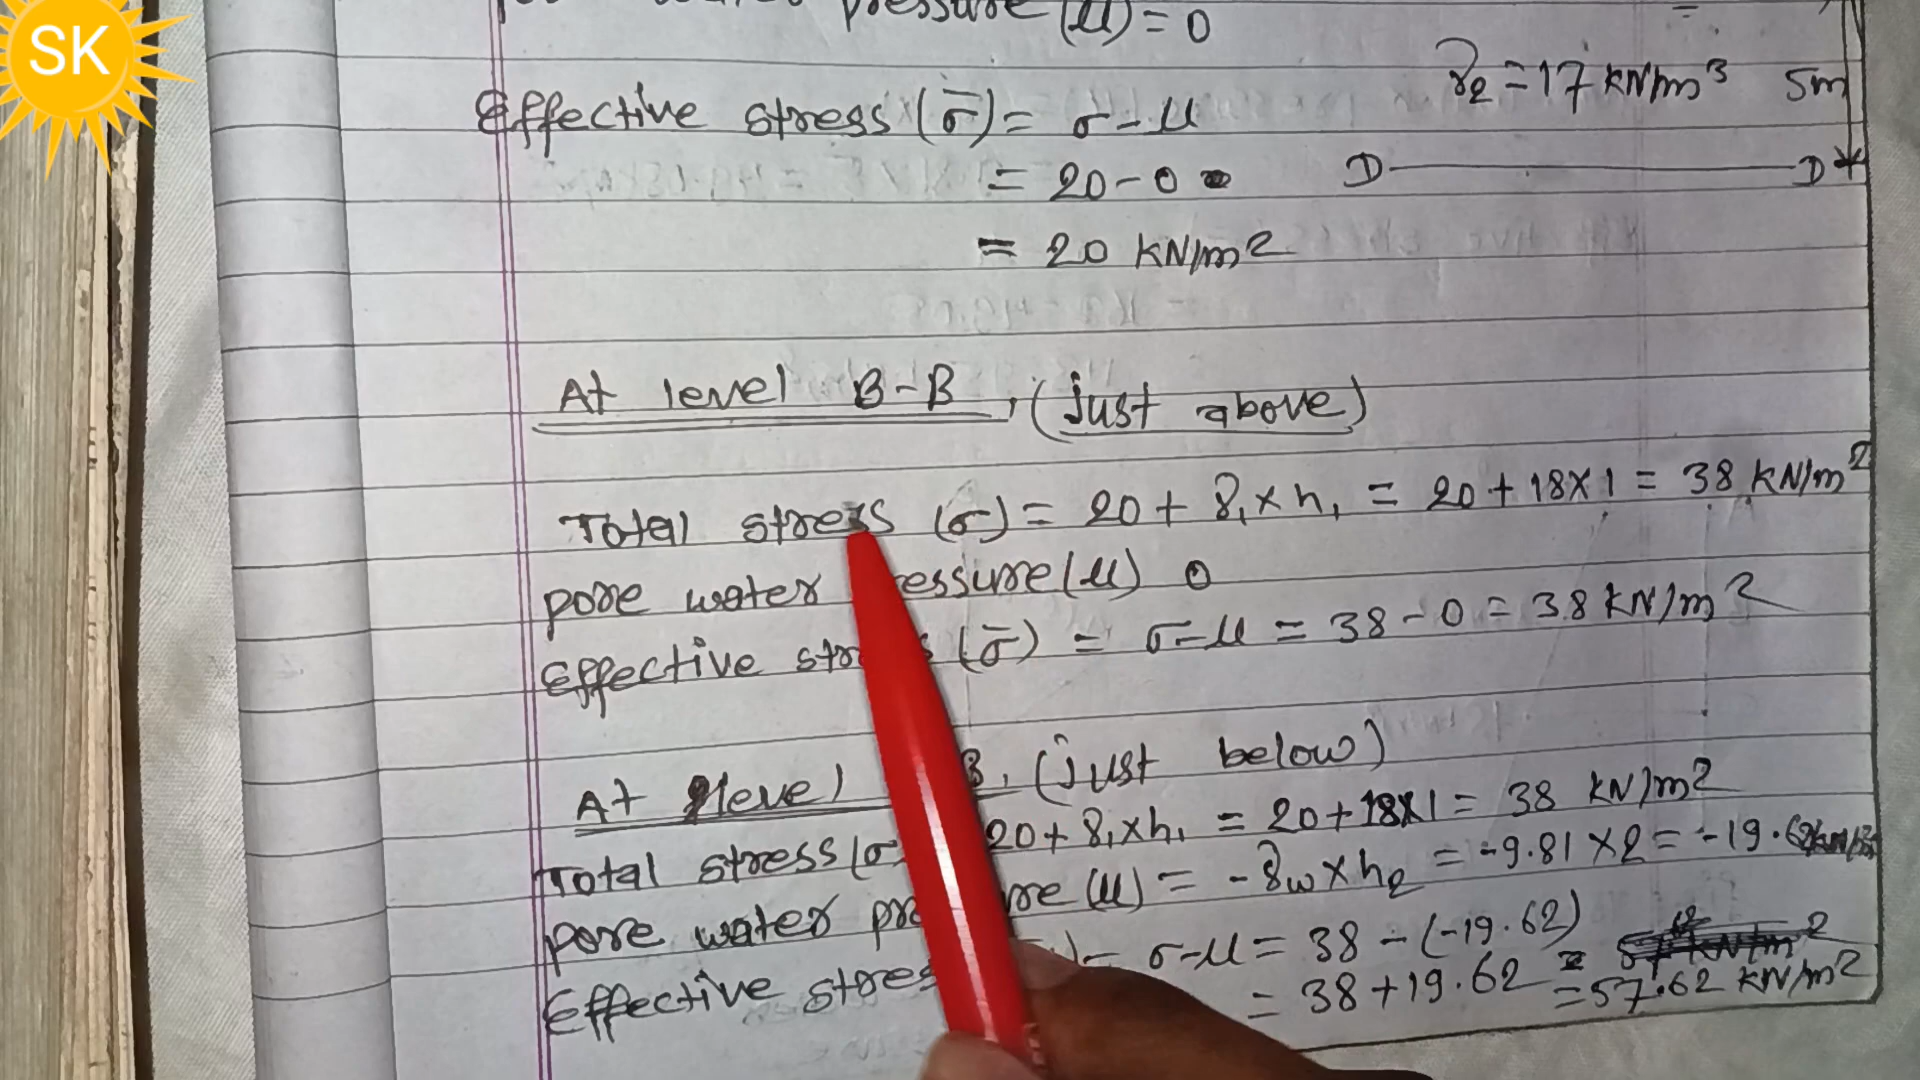 SK
pressure (u) = 0
γ2 = 17 kN/m3 5m
Effective stress (σ̄) = σ - u
= 20 - 0
D D
= 20 kN/m2
At level B-B, (just above)
Total stress (σ) = 20 + γ1 x h1 = 20 + 18 x 1 = 38 kN/m2
pore water essure (u) 0
Effective str s (σ̄) = σ - u = 38 - 0 = 38 kN/m2
At level B, (just below)
Total stress (σ 20 + γ1 x h1 = 20 + 18 x 1 = 38 kN/m2
pore water pre re (u) = - γw x h2 = -9.81 x 2 = -19.62
Effective stres ) = σ - u = 38 - (-19.62) =
= 38 + 19.62 = 57.62 kN/m2